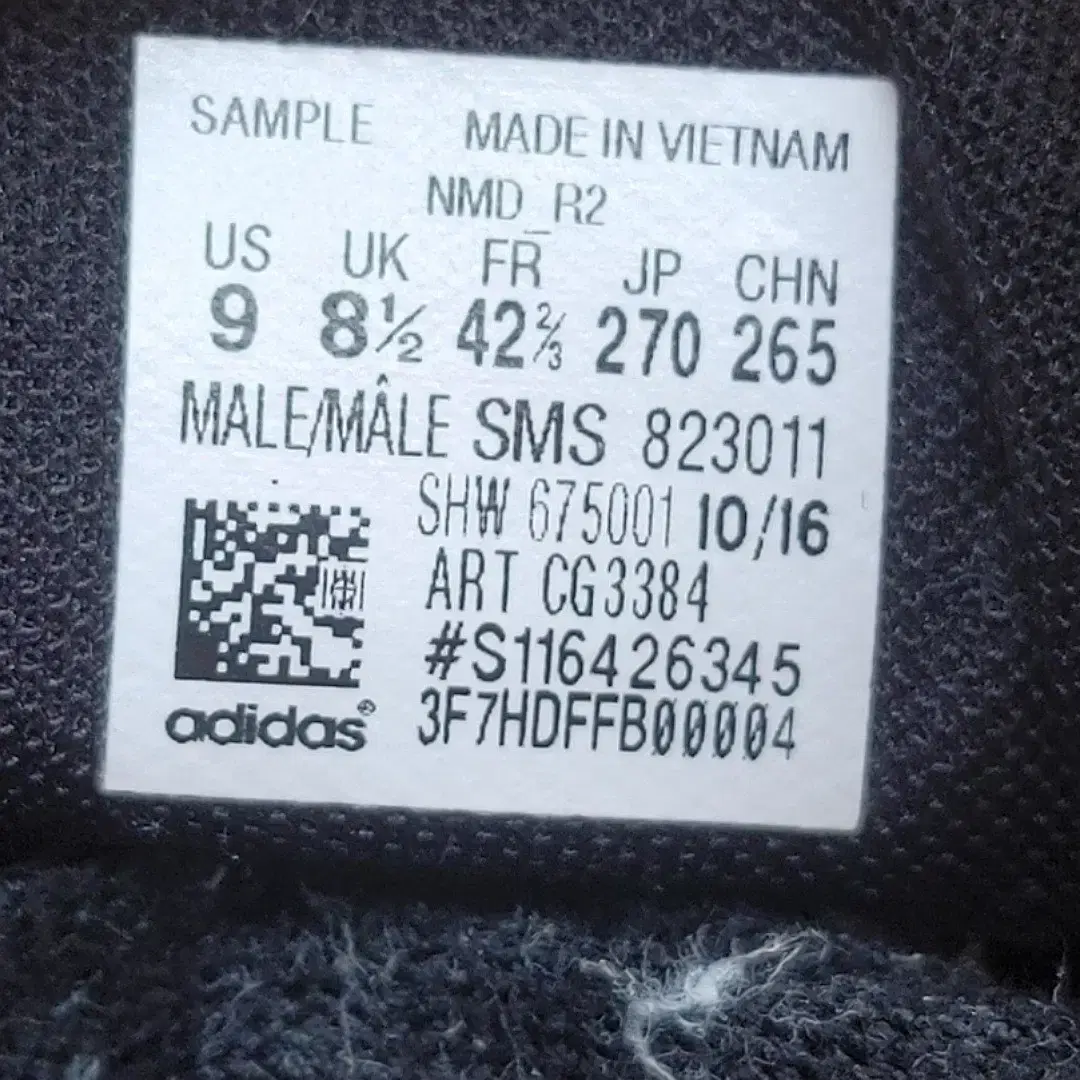 SAMPLE MADE IN VIETNAM
NMD_R2
US UK FR JP CHN
9 8½ 42⅔ 270 265
MALE/MÂLE SMS 823011
SHW 675001 10/16
ART CG3384
#S116426345
adidas® 3F7HDFFB00004